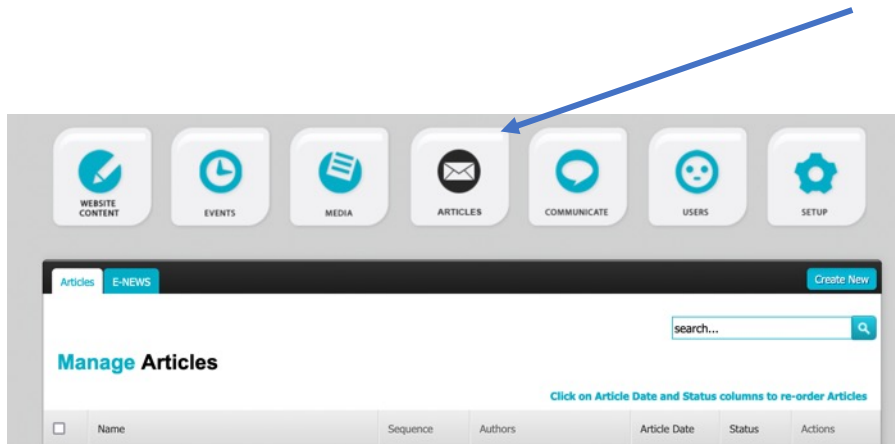 WEBSITE
CONTENT
EVENTS
MEDIA
ARTICLES
COMMUNICATE
USERS
SETUP
Articles E-NEWS Create New
search...
Manage Articles
Click on Article Date and Status columns to re-order Articles
Name Sequence Authors Article Date Status Actions